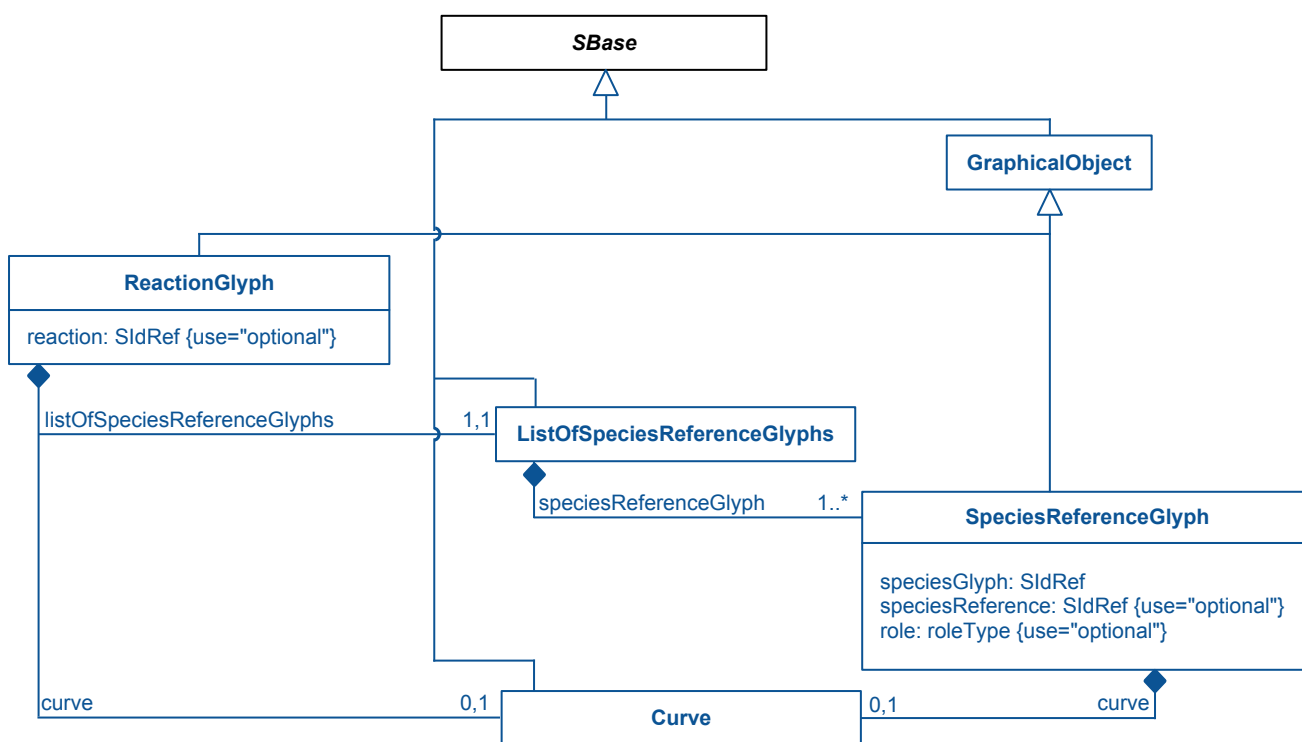 SBase
GraphicalObject
ReactionGlyph
reaction: SIdRef {use="optional"}
listOfSpeciesReferenceGlyphs
1,1
ListOfSpeciesReferenceGlyphs
speciesReferenceGlyph
1..*
SpeciesReferenceGlyph
speciesGlyph: SIdRef
speciesReference: SIdRef {use="optional"}
role: roleType {use="optional"}
curve
0,1
Curve
0,1
curve